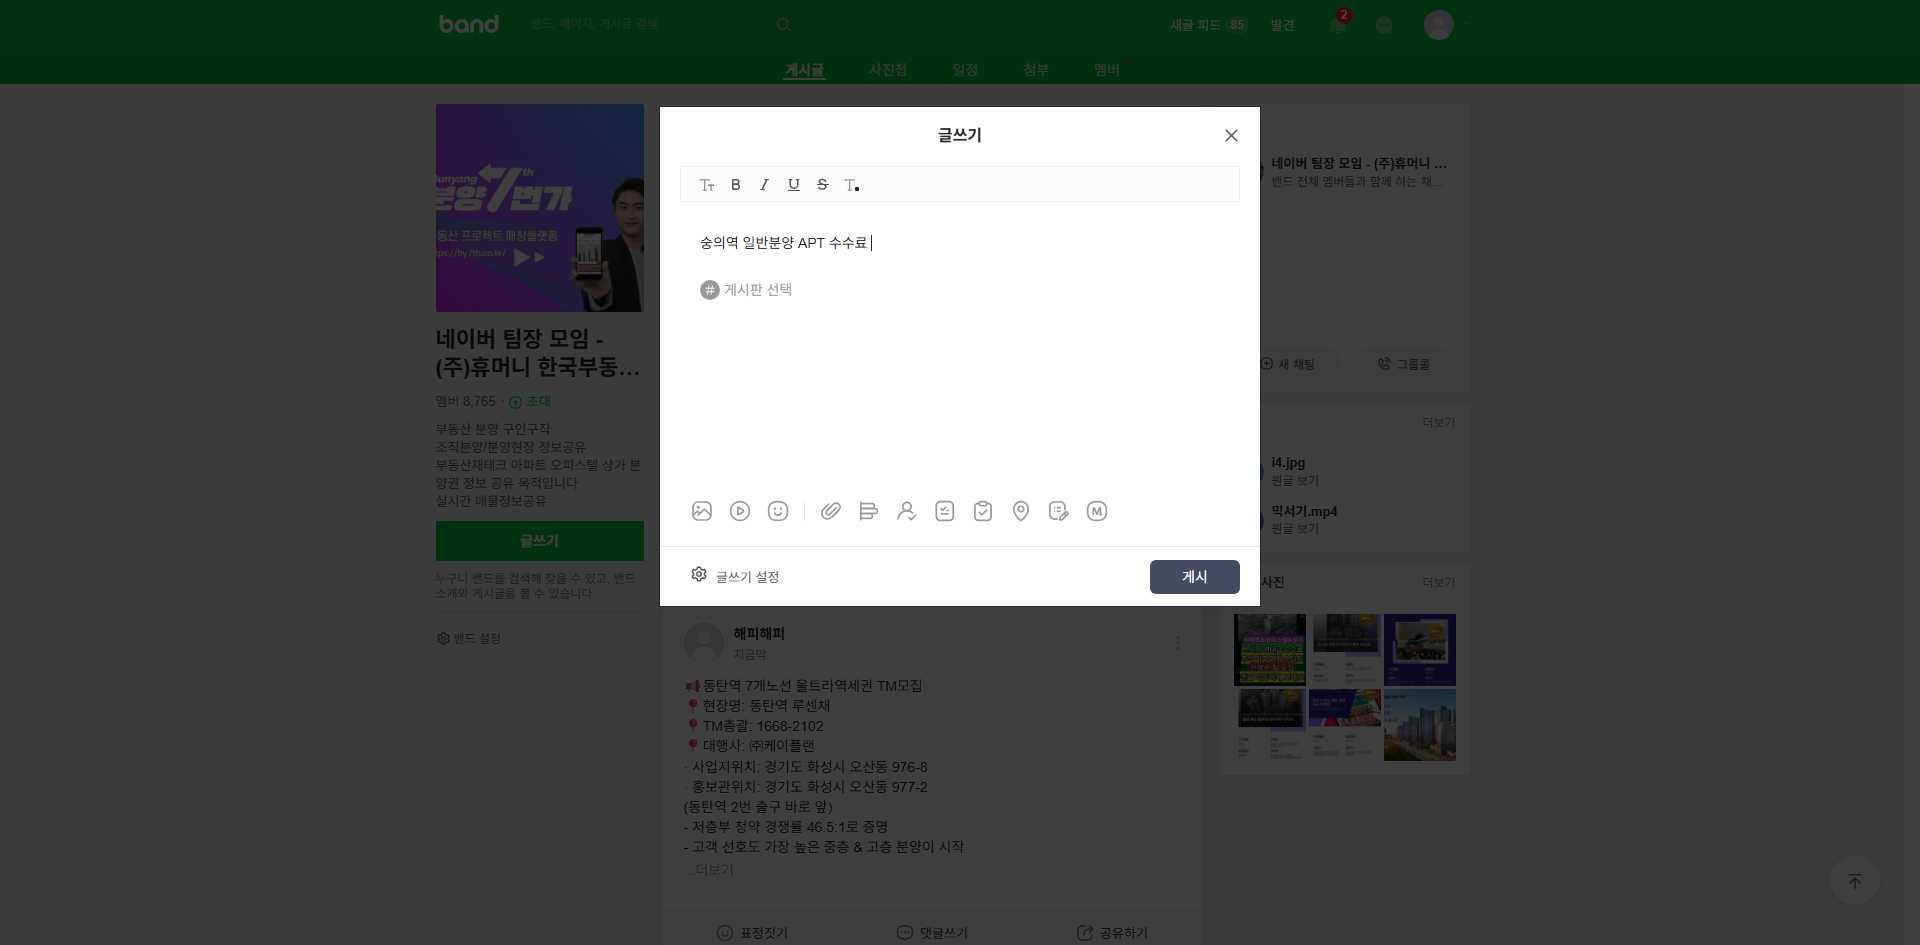 band
밴드, 페이지, 게시글 검색
새글 피드 85
발견
2
게시글
사진첩
일정
첨부
멤버
Bunyang 7th
분양7번가
부동산 프로젝트 매칭플랫폼
https://by7th.co.kr/
네이버 팀장 모임 -
(주)휴머니 한국부동...
멤버 8,765 · 초대
부동산 분양 구인구직
조직분양/분양현장 정보공유
부동산재테크 아파트 오피스텔 상가 분
양권 정보 공유 목적입니다
실시간 매물정보공유
글쓰기
누구나 밴드를 검색해 찾을 수 있고, 밴드
소개와 게시글을 볼 수 있습니다.
밴드 설정
글쓰기
숭의역 일반분양 APT 수수료
# 게시판 선택
글쓰기 설정
게시
해피해피
지금막
동탄역 7개노선 울트라역세권 TM모집
현장명: 동탄역 루센채
TM총괄: 1668-2102
대행사: ㈜케이플랜
· 사업지위치: 경기도 화성시 오산동 976-8
· 홍보관위치: 경기도 화성시 오산동 977-2
(동탄역 2번 출구 바로 앞)
- 저층부 청약 경쟁률 46.5:1로 증명
- 고객 선호도 가장 높은 중층 & 고층 분양이 시작
...더보기
표정짓기
댓글쓰기
공유하기
네이버 팀장 모임 - (주)휴머니 ...
밴드 전체 멤버들과 함께 하는 채...
새 채팅
그룹콜
더보기
i4.jpg
원글 보기
믹서기.mp4
원글 보기
사진
더보기